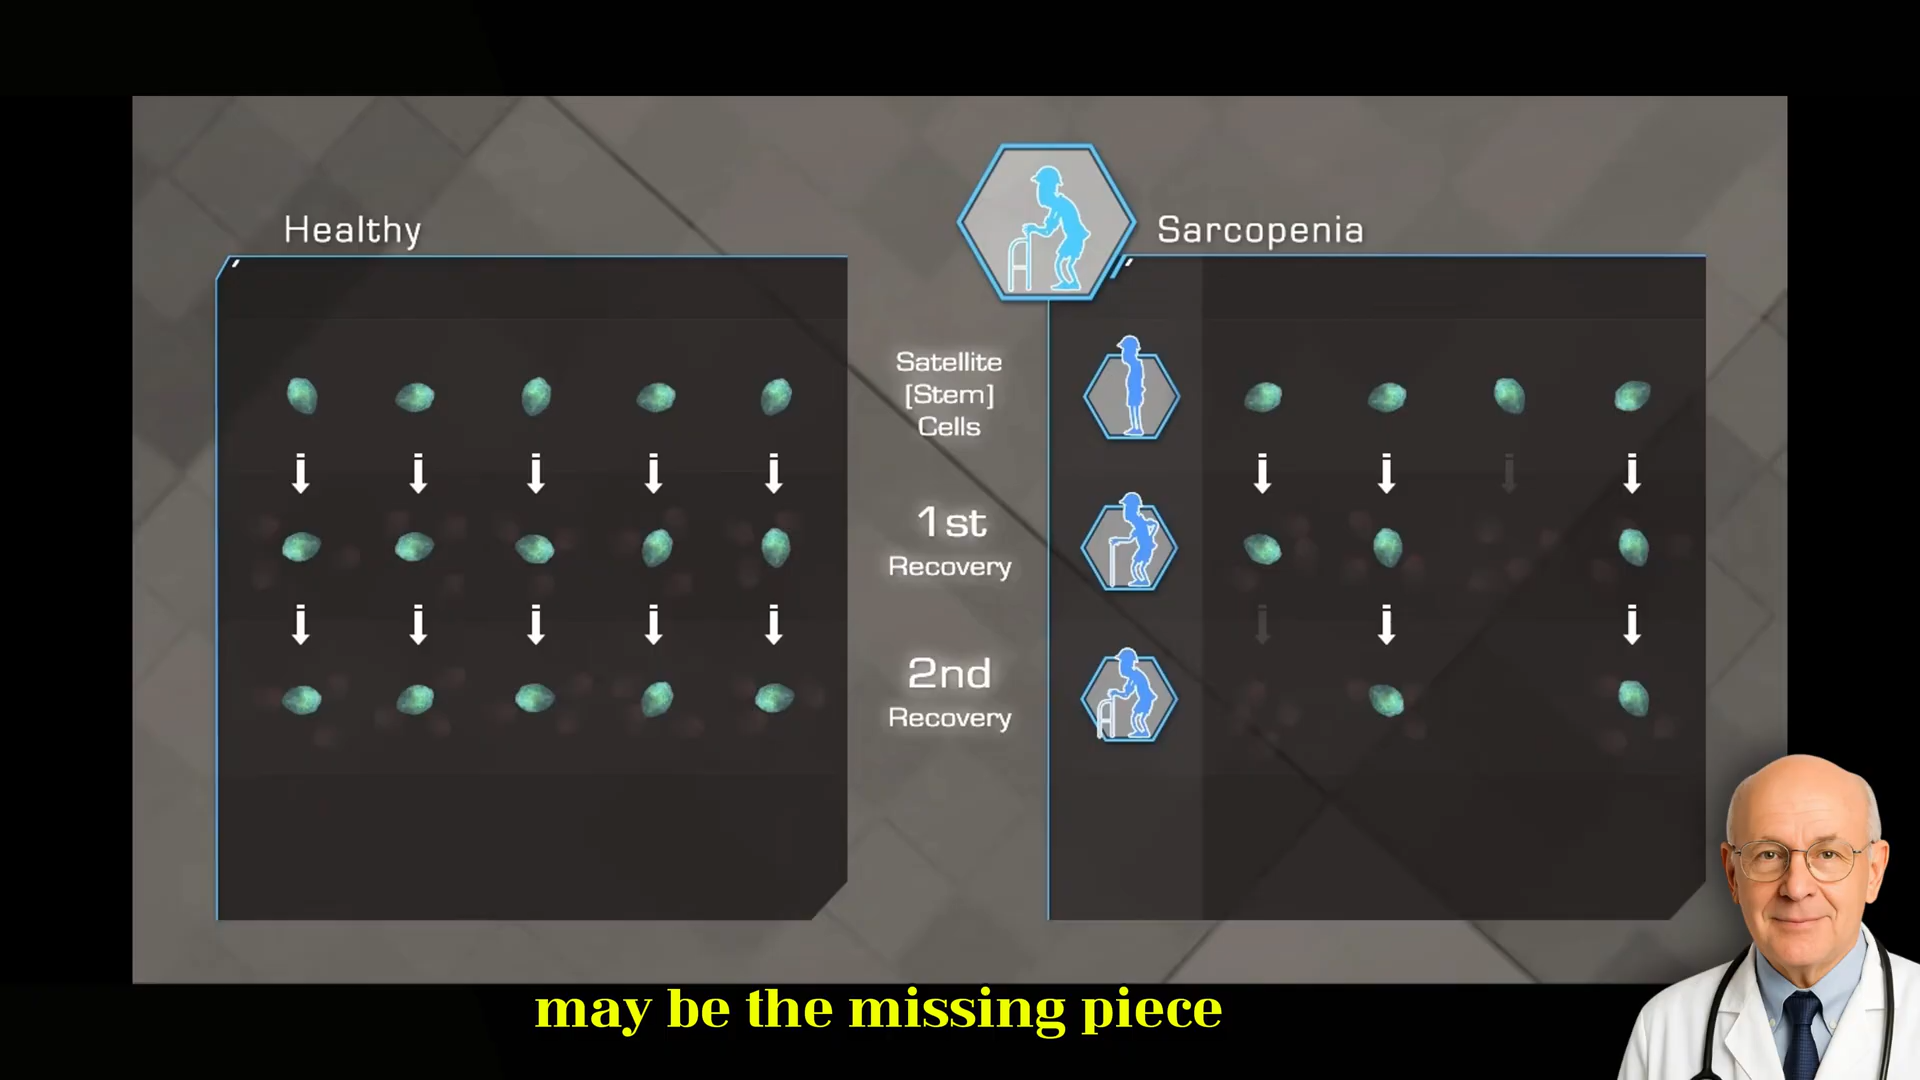 Healthy
Sarcopenia
Satellite
[Stem]
Cells
1st
Recovery
2nd
Recovery
may be the missing piece